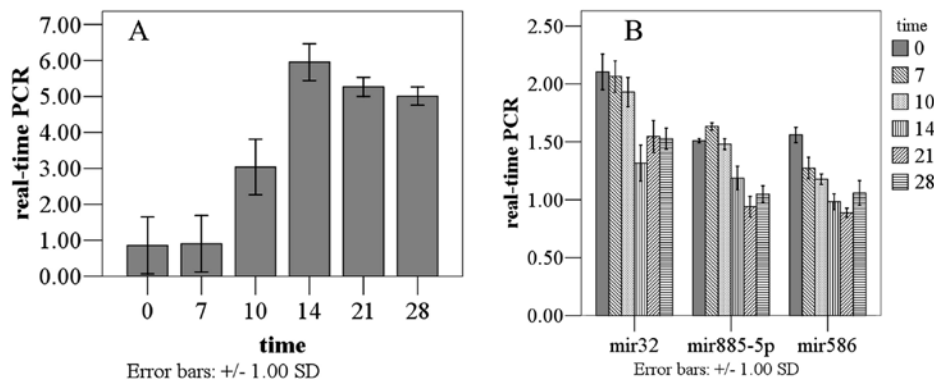 A
real-time PCR
7.00
6.00
5.00
4.00
3.00
2.00
1.00
0.00
0 7 10 14 21 28
time
Error bars: +/- 1.00 SD
B
real-time PCR
2.50
2.00
1.50
1.00
0.50
0.00
mir32 mir885-5p mir586
Error bars: +/- 1.00 SD
time
0
7
10
14
21
28